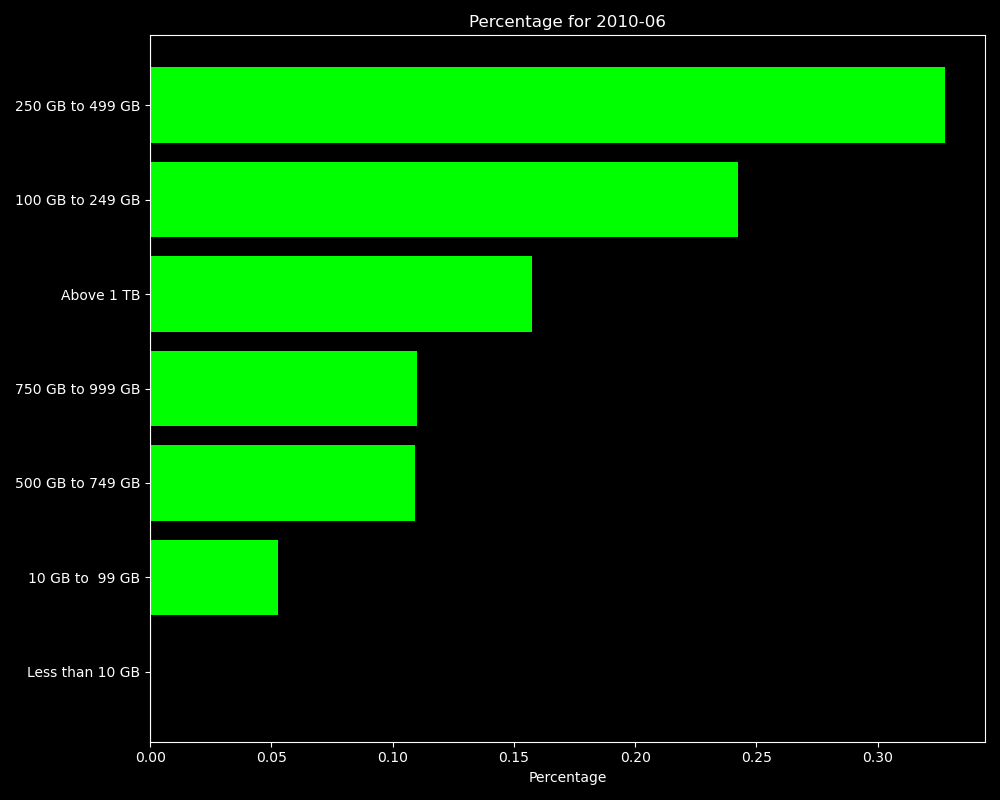 Percentage for 2010-06
250 GB to 499 GB
100 GB to 249 GB
Above 1 TB
750 GB to 999 GB
500 GB to 749 GB
10 GB to  99 GB
Less than 10 GB
0.00 0.05 0.10 0.15 0.20 0.25 0.30
Percentage